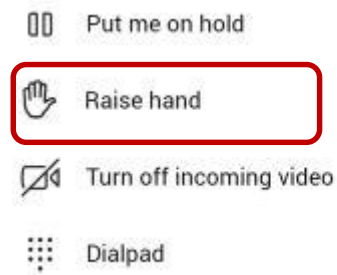 Put me on hold
Raise hand
Turn off incoming video
Dialpad